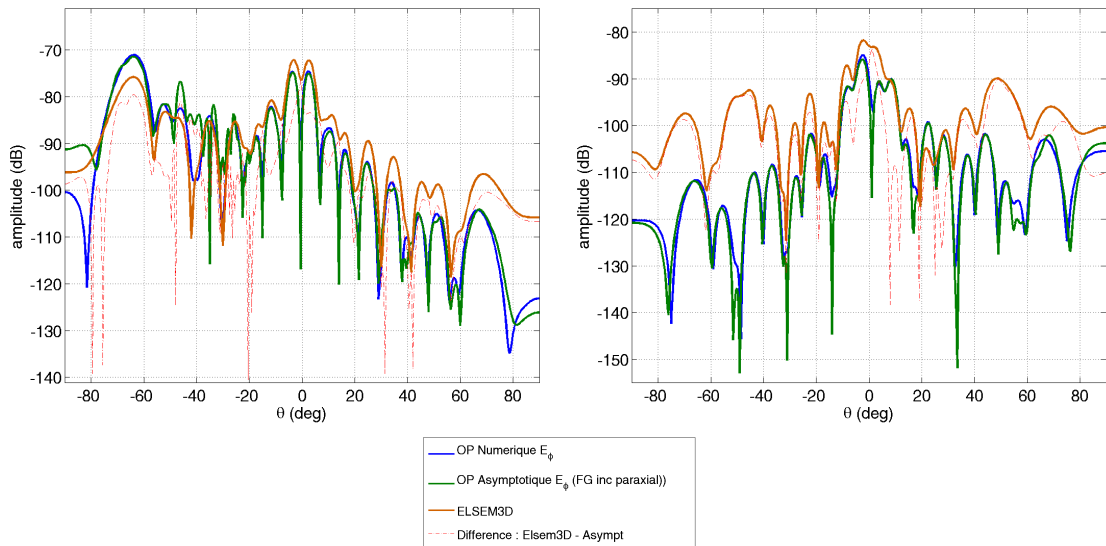 -70
-80
-90
-100
-110
-120
-130
-140
amplitude (dB)
-80 -60 -40 -20 0 20 40 60 80
θ (deg)
-80
-90
-100
-110
-120
-130
-140
-150
amplitude (dB)
-80 -60 -40 -20 0 20 40 60 80
θ (deg)
OP Numerique E_ϕ
OP Asymptotique E_ϕ (FG inc paraxial))
ELSEM3D
Difference : Elsem3D - Asympt